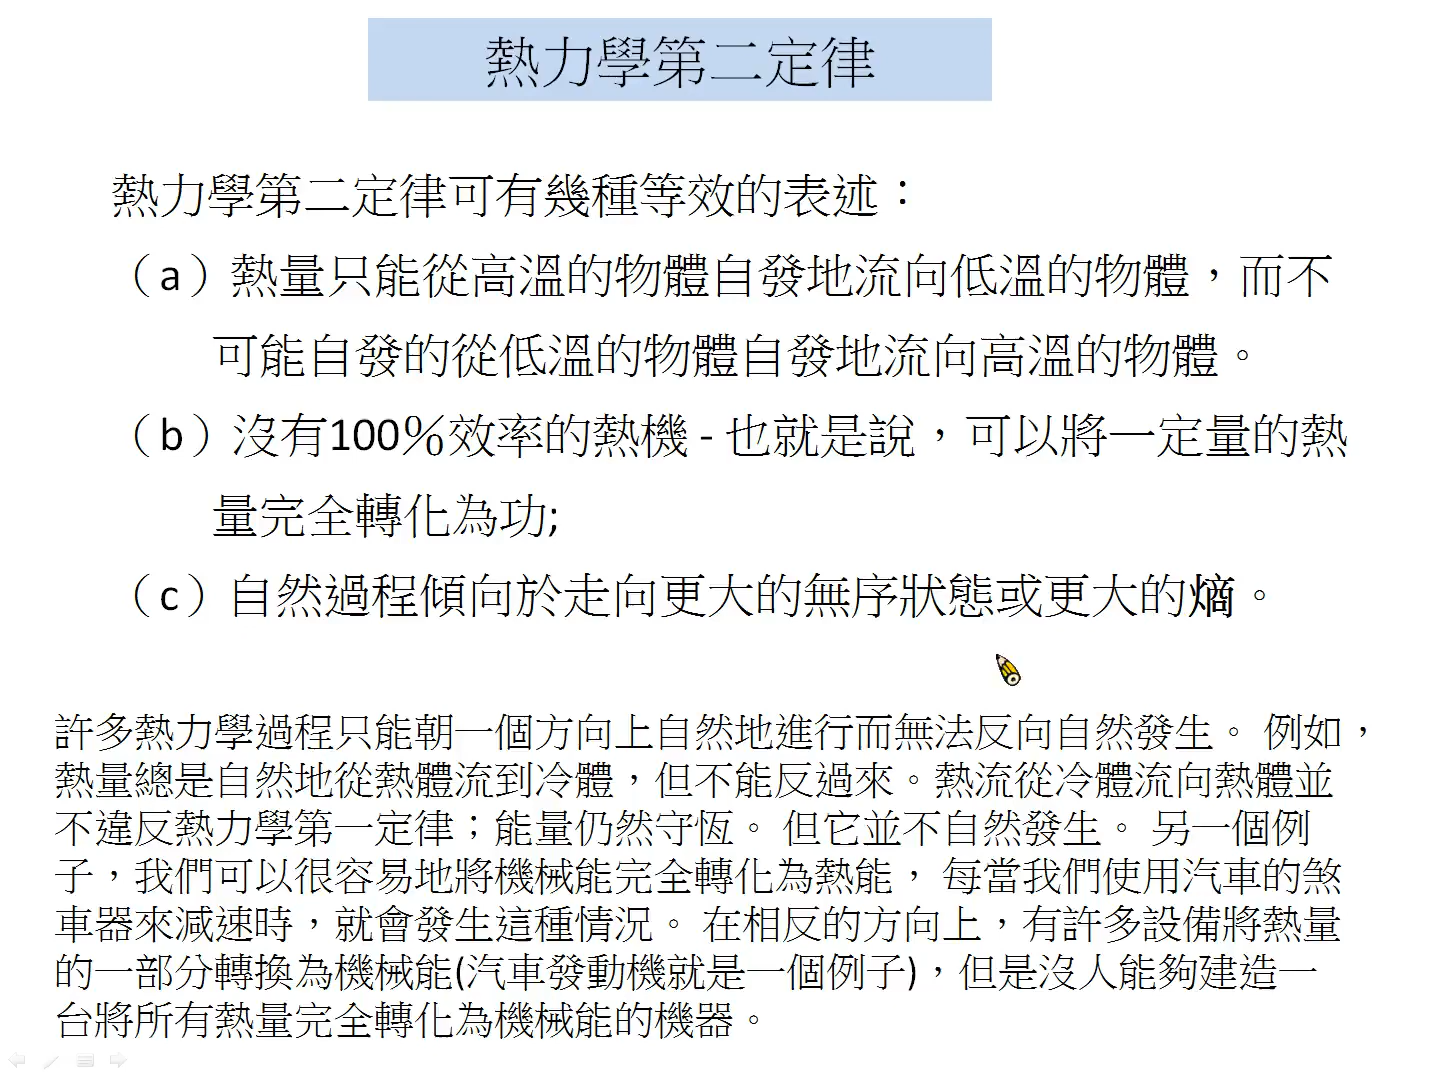 熱力學第二定律
熱力學第二定律可有幾種等效的表述：
（a）熱量只能從高溫的物體自發地流向低溫的物體，而不
可能自發的從低溫的物體自發地流向高溫的物體。
（b）沒有100％效率的熱機 - 也就是說，可以將一定量的熱
量完全轉化為功;
（c）自然過程傾向於走向更大的無序狀態或更大的熵。
許多熱力學過程只能朝一個方向上自然地進行而無法反向自然發生。 例如，
熱量總是自然地從熱體流到冷體，但不能反過來。熱流從冷體流向熱體並
不違反熱力學第一定律；能量仍然守恆。 但它並不自然發生。 另一個例
子，我們可以很容易地將機械能完全轉化為熱能， 每當我們使用汽車的煞
車器來減速時，就會發生這種情況。 在相反的方向上，有許多設備將熱量
的一部分轉換為機械能(汽車發動機就是一個例子)，但是沒人能夠建造一
台將所有熱量完全轉化為機械能的機器。